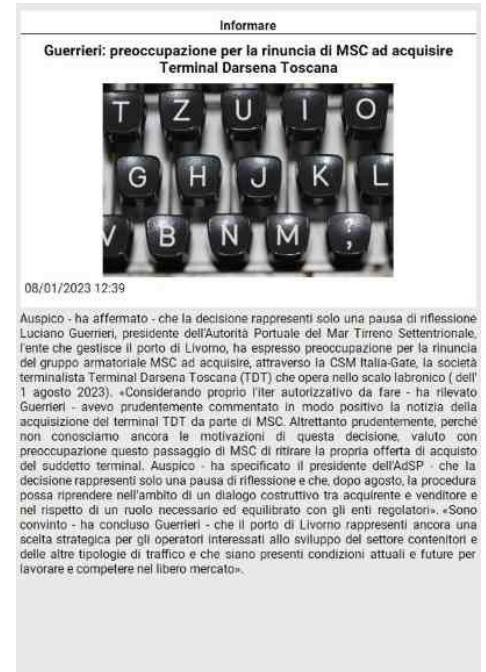 Informare
Guerrieri: preoccupazione per la rinuncia di MSC ad acquisire
Terminal Darsena Toscana
T Z U I O
G H J K L
V B N M ? ;
08/01/2023 12:39
Auspico - ha affermato - che la decisione rappresenti solo una pausa di riflessione
Luciano Guerrieri, presidente dell'Autorità Portuale del Mar Tirreno Settentrionale,
l'ente che gestisce il porto di Livorno, ha espresso preoccupazione per la rinuncia
del gruppo armatoriale MSC ad acquisire, attraverso la CSM Italia-Gate, la società
terminalista Terminal Darsena Toscana (TDT) che opera nello scalo labronico ( dell'
1 agosto 2023). «Considerando proprio l'iter autorizzativo da fare - ha rilevato
Guerrieri - avevo prudentemente commentato in modo positivo la notizia della
acquisizione del terminal TDT da parte di MSC. Altrettanto prudentemente, perché
non conosciamo ancora le motivazioni di questa decisione, valuto con
preoccupazione questo passaggio di MSC di ritirare la propria offerta di acquisto
del suddetto terminal. Auspico - ha specificato il presidente dell'AdSP - che la
decisione rappresenti solo una pausa di riflessione e che, dopo agosto, la procedura
possa riprendere nell'ambito di un dialogo costruttivo tra acquirente e venditore e
nel rispetto di un ruolo necessario ed equilibrato con gli enti regolatori». «Sono
convinto - ha concluso Guerrieri - che il porto di Livorno rappresenti ancora una
scelta strategica per gli operatori interessati allo sviluppo del settore contenitori e
delle altre tipologie di traffico e che siano presenti condizioni attuali e future per
lavorare e competere nel libero mercato».